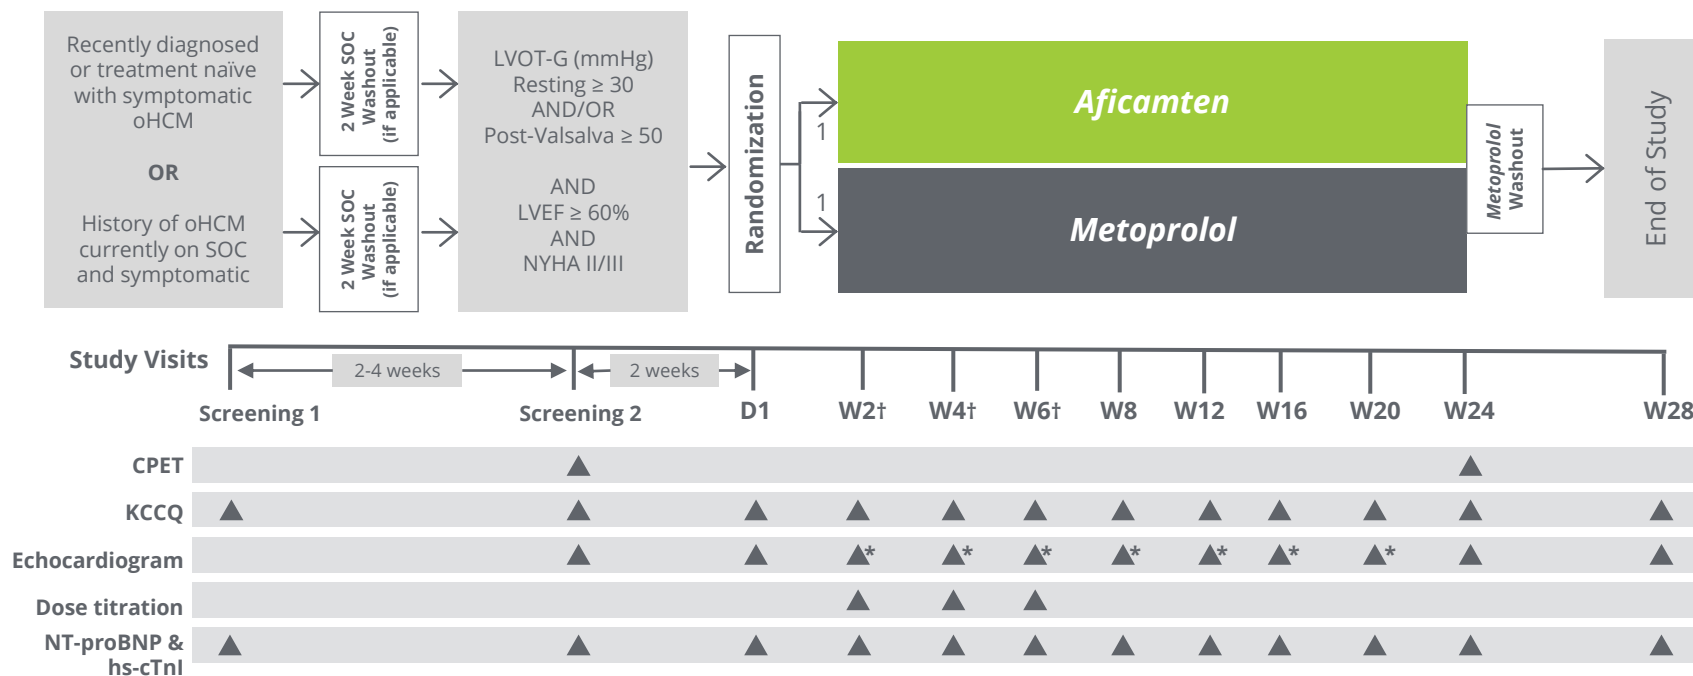 Recently diagnosed
or treatment naïve
with symptomatic
oHCM
OR
History of oHCM
currently on SOC
and symptomatic
2 Week SOC
Washout
(if applicable)
2 Week SOC
Washout
(if applicable)
LVOT-G (mmHg)
Resting ≥ 30
AND/OR
Post-Valsalva ≥ 50
AND
LVEF ≥ 60%
AND
NYHA II/III
Randomization
1
1
Aficamten
Metoprolol
Metoprolol
Washout
End of Study
Study Visits
2-4 weeks
2 weeks
Screening 1
Screening 2
D1
W2†
W4†
W6†
W8
W12
W16
W20
W24
W28
CPET
KCCQ
Echocardiogram
* * * * * * *
Dose titration
NT-proBNP &
hs-cTnI